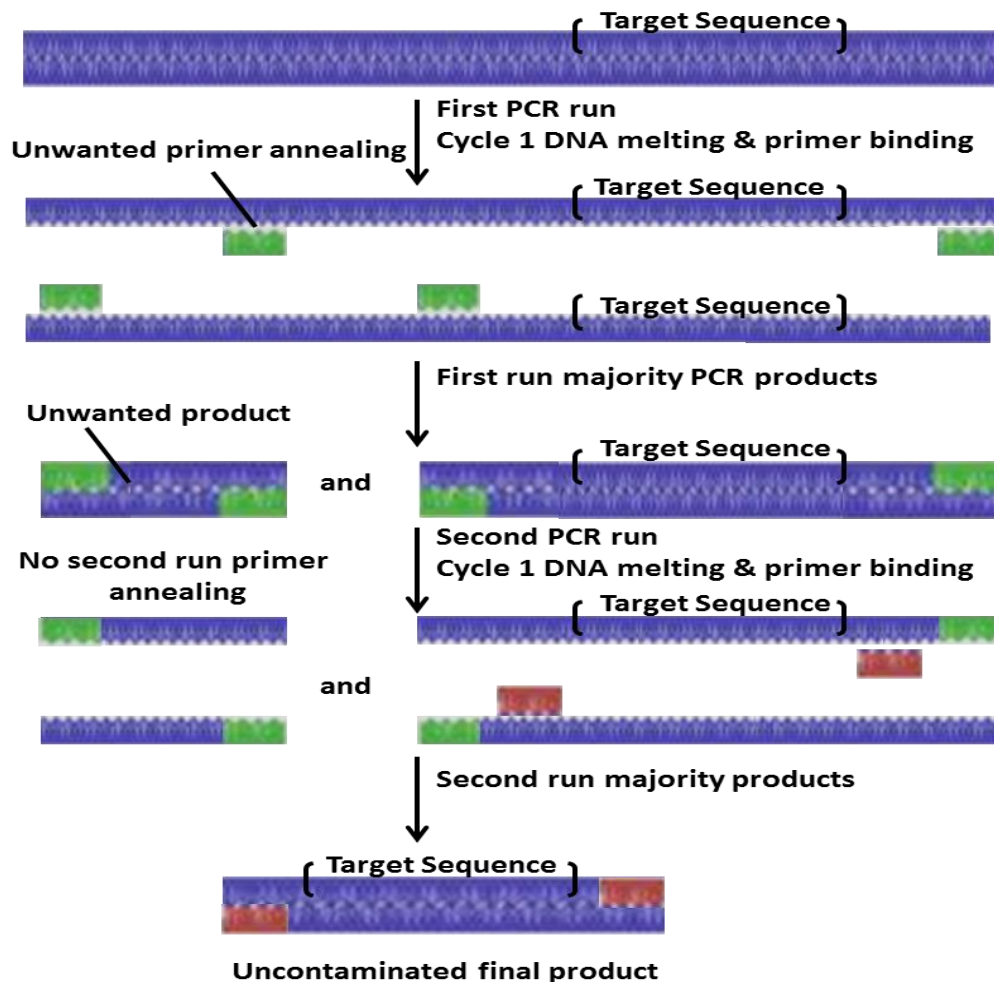 Target Sequence
First PCR run
Cycle 1 DNA melting & primer binding
Unwanted primer annealing
Target Sequence
Target Sequence
First run majority PCR products
Unwanted product
Target Sequence
and
Second PCR run
Cycle 1 DNA melting & primer binding
No second run primer
annealing
Target Sequence
and
Second run majority products
Target Sequence
Uncontaminated final product